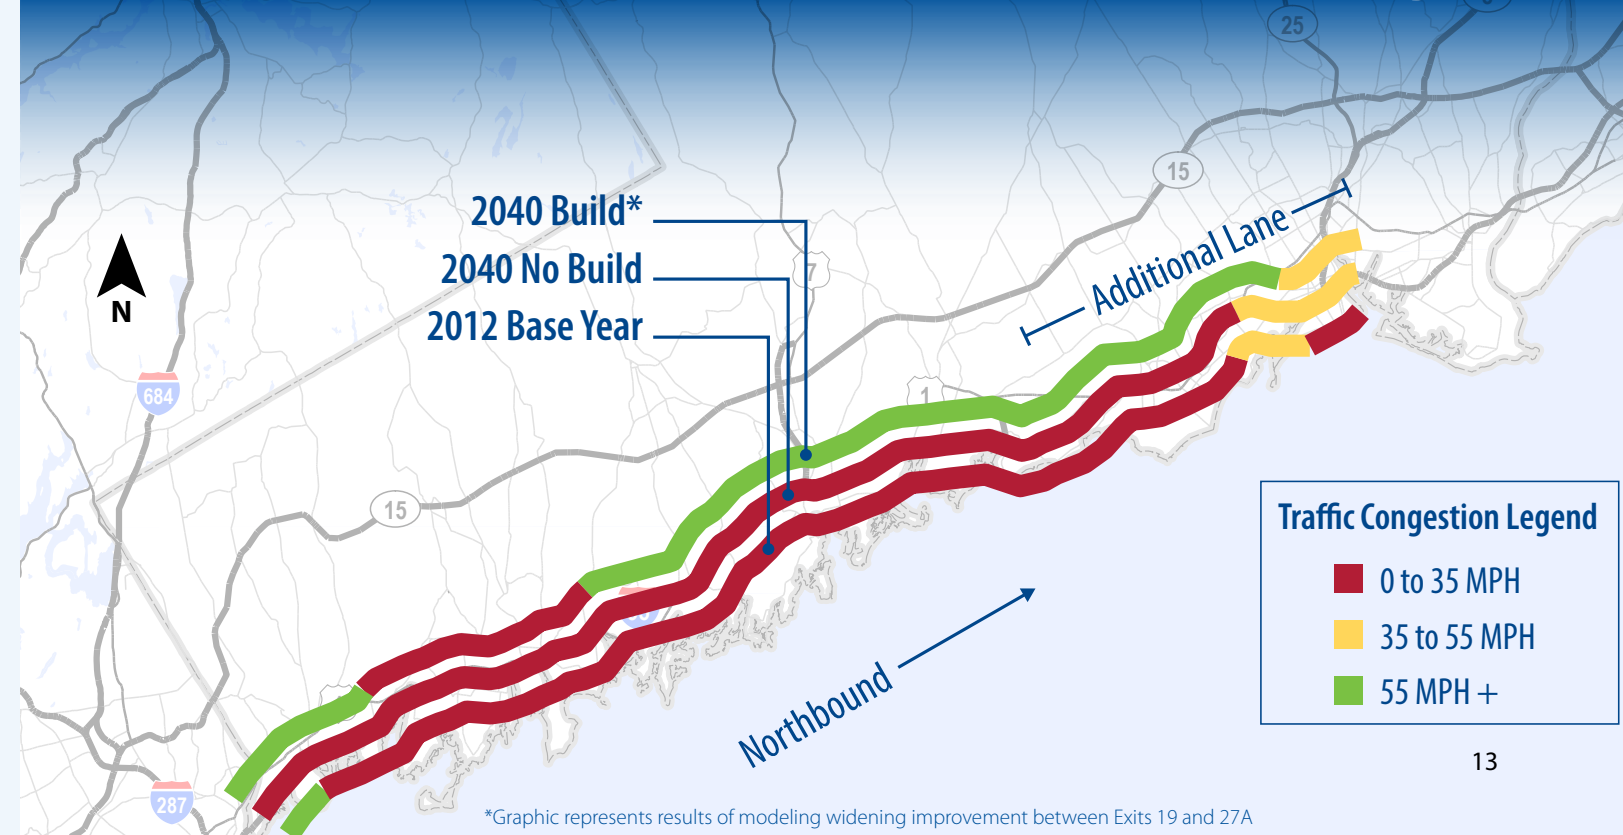 25
15
2040 Build*
2040 No Build
2012 Base Year
7
Additional Lane
N
684
1
15
Traffic Congestion Legend
0 to 35 MPH
35 to 55 MPH
55 MPH +
Northbound
13
287
*Graphic represents results of modeling widening improvement between Exits 19 and 27A